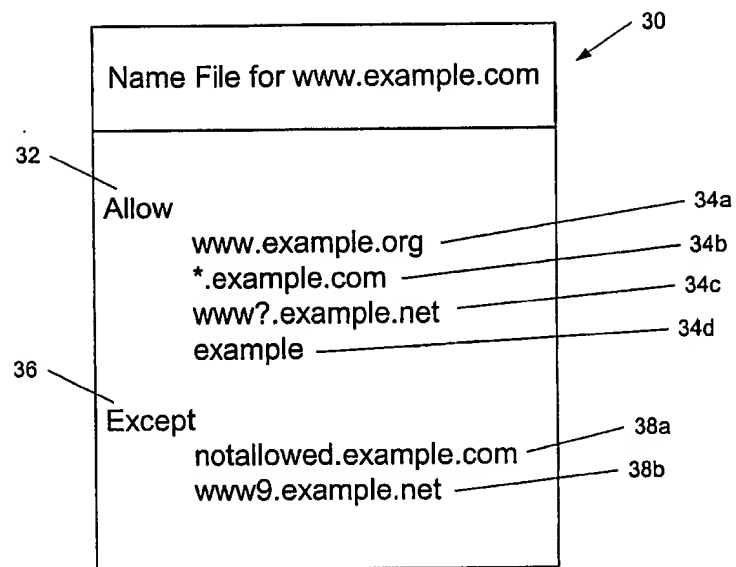 30
Name File for www.example.com
32
Allow
34a
www.example.org
34b
*.example.com
34c
www?.example.net
34d
example
36
Except
38a
notallowed.example.com
38b
www9.example.net